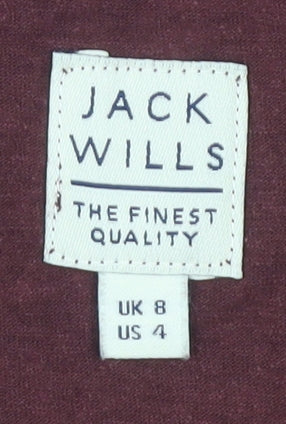 JACK
WILLS
THE FINEST
QUALITY
UK 8
US 4